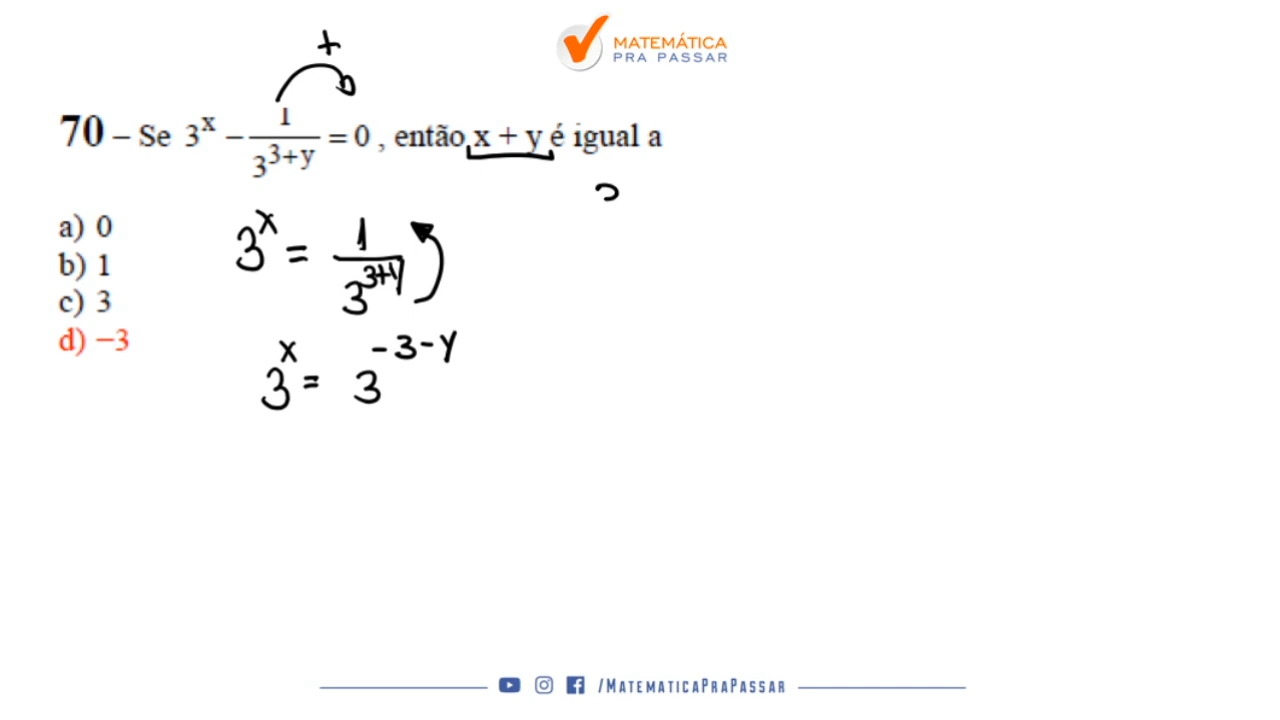 MATEMÁTICA
PRA PASSAR
+
70 – Se 3^x – 1/3^(3+y) = 0 , então x + y é igual a
?
a) 0
b) 1
c) 3
d) –3
3^x = 1/3^(3+y)
3^x = 3^(-3-y)
/MATEMATICAPRAPASSAR